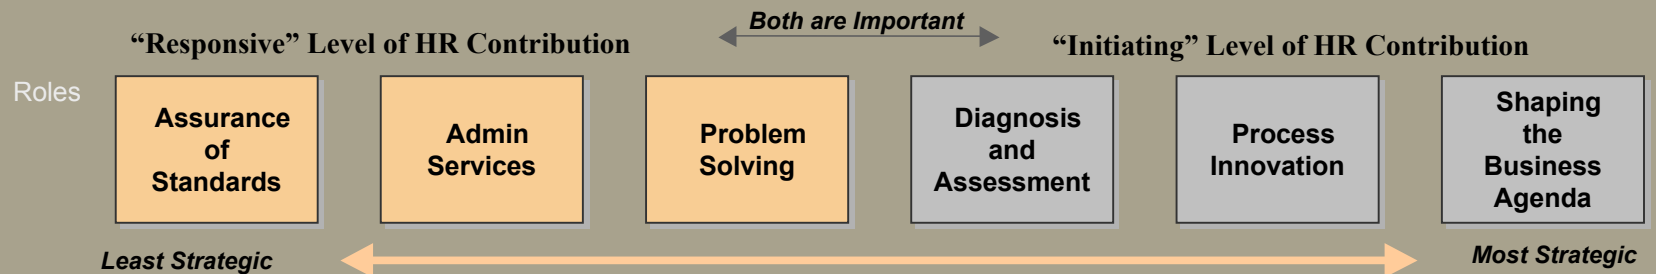 Both are Important
“Responsive” Level of HR Contribution
“Initiating” Level of HR Contribution
Roles
Assurance
of
Standards
Admin
Services
Problem
Solving
Diagnosis
and
Assessment
Process
Innovation
Shaping
the
Business
Agenda
Least Strategic
Most Strategic